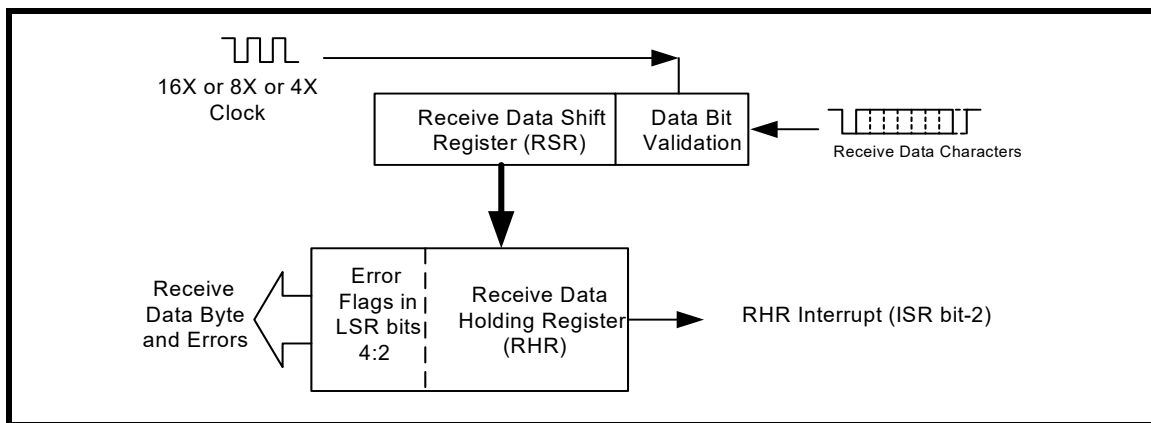 16X or 8X or 4X
Clock
Receive Data Shift
Register (RSR)
Data Bit
Validation
Receive Data Characters
Receive
Data Byte
and Errors
Error
Flags in
LSR bits
4:2
Receive Data
Holding Register
(RHR)
RHR Interrupt (ISR bit-2)